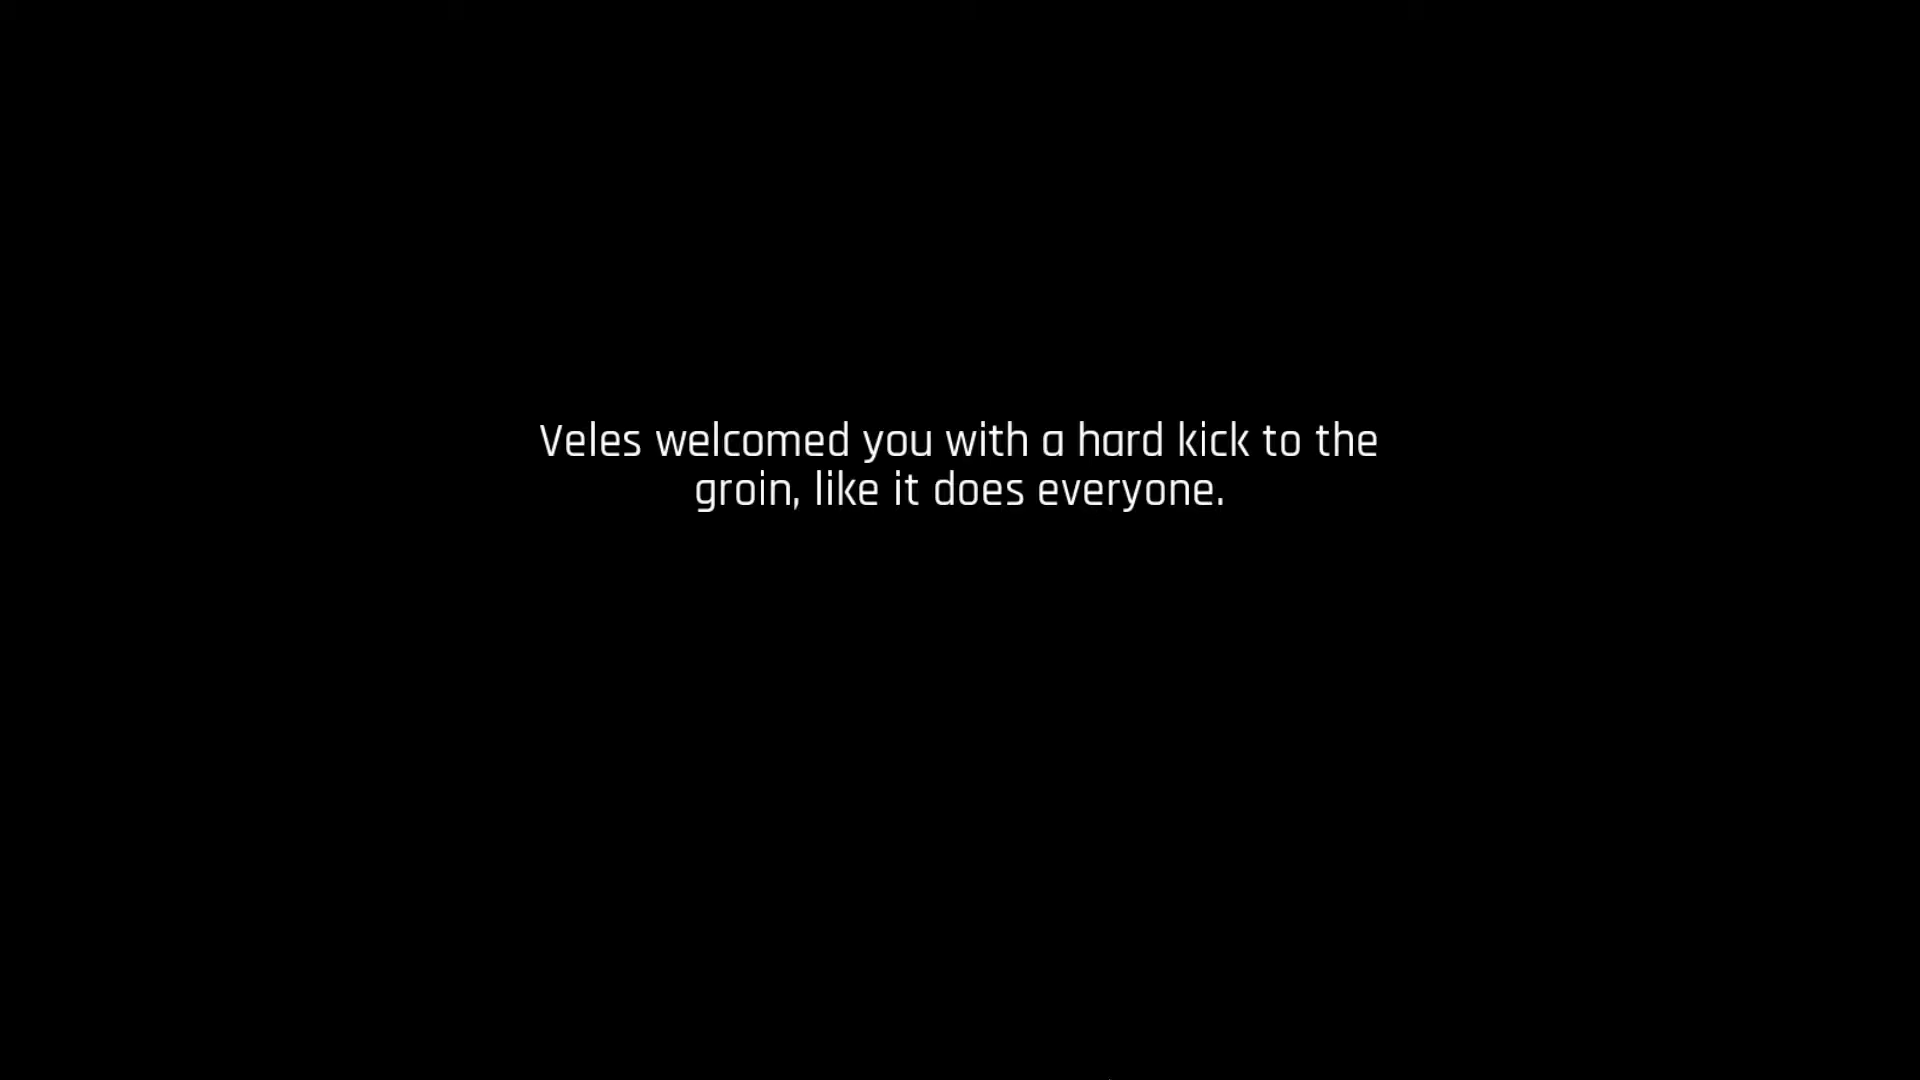 Veles welcomed you with a hard kick to the
groin, like it does everyone.